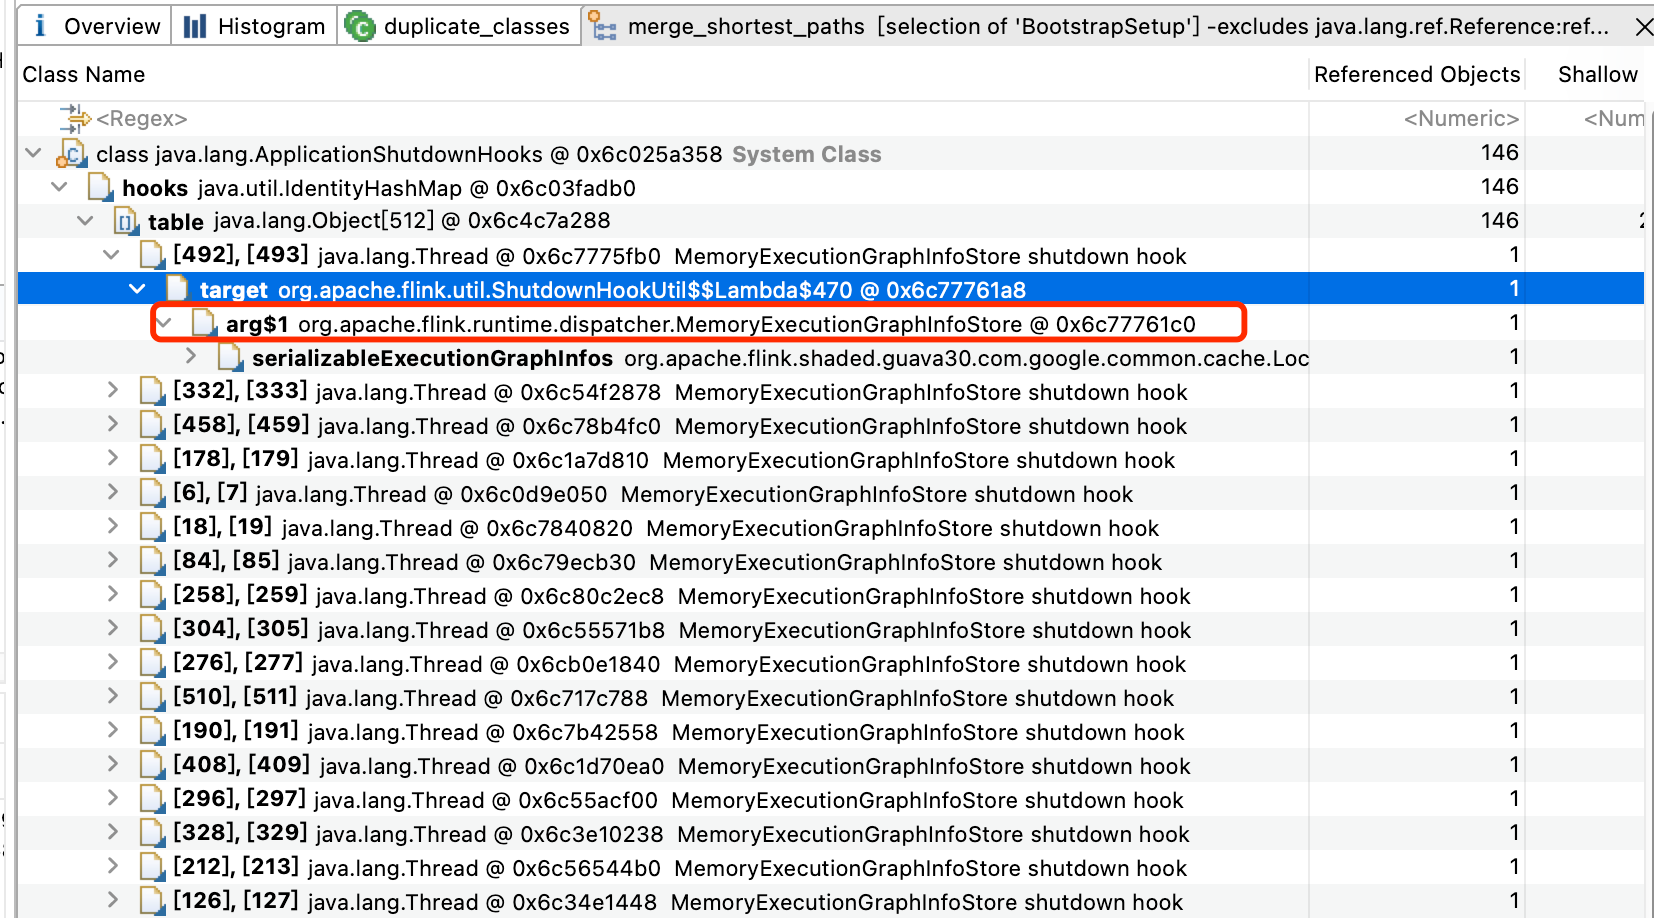 Overview Histogram duplicate_classes merge_shortest_paths [selection of 'BootstrapSetup'] -excludes java.lang.ref.Reference:ref...
Class Name Referenced Objects Shallow
<Regex> <Numeric> <Num
class java.lang.ApplicationShutdownHooks @ 0x6c025a358 System Class 146
hooks java.util.IdentityHashMap @ 0x6c03fadb0 146
table java.lang.Object[512] @ 0x6c4c7a288 146
[492], [493] java.lang.Thread @ 0x6c7775fb0 MemoryExecutionGraphInfoStore shutdown hook 1
target org.apache.flink.util.ShutdownHookUtil$$Lambda$470 @ 0x6c77761a8 1
arg$1 org.apache.flink.runtime.dispatcher.MemoryExecutionGraphInfoStore @ 0x6c77761c0 1
serializableExecutionGraphInfos org.apache.flink.shaded.guava30.com.google.common.cache.Loc 1
[332], [333] java.lang.Thread @ 0x6c54f2878 MemoryExecutionGraphInfoStore shutdown hook 1
[458], [459] java.lang.Thread @ 0x6c78b4fc0 MemoryExecutionGraphInfoStore shutdown hook 1
[178], [179] java.lang.Thread @ 0x6c1a7d810 MemoryExecutionGraphInfoStore shutdown hook 1
[6], [7] java.lang.Thread @ 0x6c0d9e050 MemoryExecutionGraphInfoStore shutdown hook 1
[18], [19] java.lang.Thread @ 0x6c7840820 MemoryExecutionGraphInfoStore shutdown hook 1
[84], [85] java.lang.Thread @ 0x6c79ecb30 MemoryExecutionGraphInfoStore shutdown hook 1
[258], [259] java.lang.Thread @ 0x6c80c2ec8 MemoryExecutionGraphInfoStore shutdown hook 1
[304], [305] java.lang.Thread @ 0x6c55571b8 MemoryExecutionGraphInfoStore shutdown hook 1
[276], [277] java.lang.Thread @ 0x6cb0e1840 MemoryExecutionGraphInfoStore shutdown hook 1
[510], [511] java.lang.Thread @ 0x6c717c788 MemoryExecutionGraphInfoStore shutdown hook 1
[190], [191] java.lang.Thread @ 0x6c7b42558 MemoryExecutionGraphInfoStore shutdown hook 1
[408], [409] java.lang.Thread @ 0x6c1d70ea0 MemoryExecutionGraphInfoStore shutdown hook 1
[296], [297] java.lang.Thread @ 0x6c55acf00 MemoryExecutionGraphInfoStore shutdown hook 1
[328], [329] java.lang.Thread @ 0x6c3e10238 MemoryExecutionGraphInfoStore shutdown hook 1
[212], [213] java.lang.Thread @ 0x6c56544b0 MemoryExecutionGraphInfoStore shutdown hook 1
[126], [127] java.lang.Thread @ 0x6c34e1448 MemoryExecutionGraphInfoStore shutdown hook 1